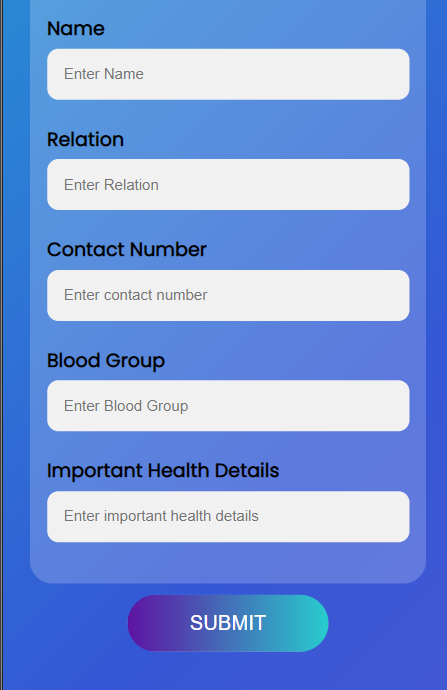 Name
Enter Name
Relation
Enter Relation
Contact Number
Enter contact number
Blood Group
Enter Blood Group
Important Health Details
Enter important health details
SUBMIT